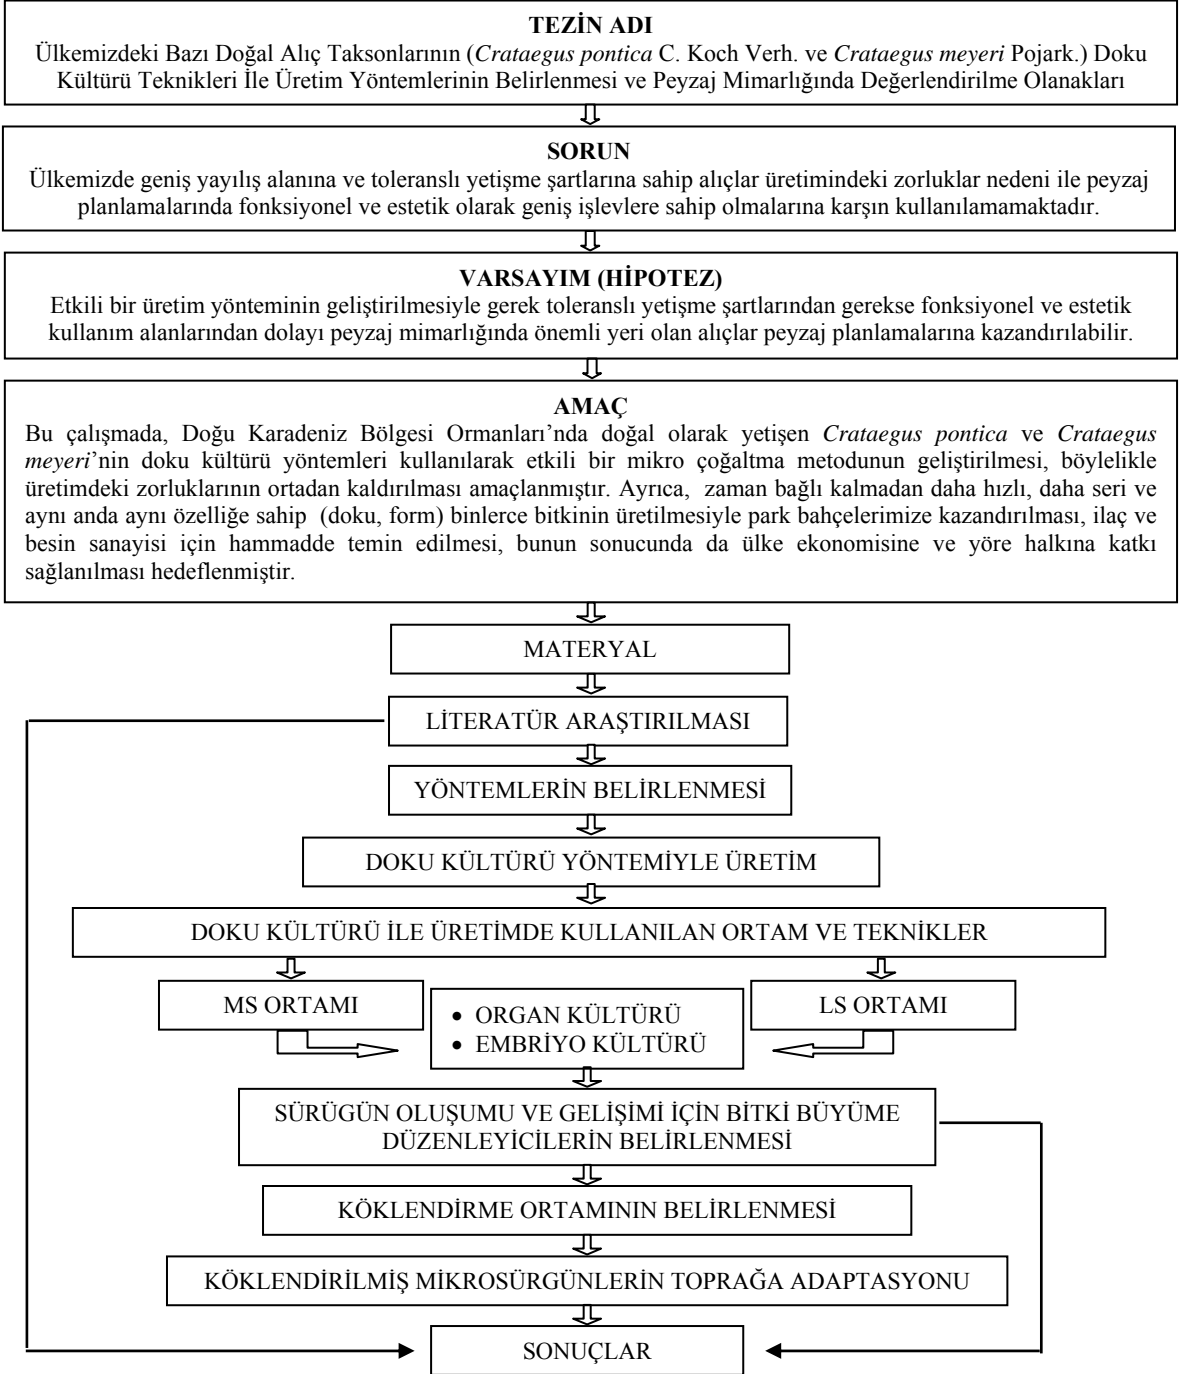 TEZİN ADI
Ülkemizdeki Bazı Doğal Alıç Taksonlarının (Crataegus pontica C. Koch Verh. ve Crataegus meyeri Pojark.) Doku
Kültürü Teknikleri İle Üretim Yöntemlerinin Belirlenmesi ve Peyzaj Mimarlığında Değerlendirilme Olanakları
SORUN
Ülkemizde geniş yayılış alanına ve toleranslı yetişme şartlarına sahip alıçlar üretimindeki zorluklar nedeni ile peyzaj
planlamalarında fonksiyonel ve estetik olarak geniş işlevlere sahip olmalarına karşın kullanılamamaktadır.
VARSAYIM (HİPOTEZ)
Etkili bir üretim yönteminin geliştirilmesiyle gerek toleranslı yetişme şartlarından gerekse fonksiyonel ve estetik
kullanım alanlarından dolayı peyzaj mimarlığında önemli yeri olan alıçlar peyzaj planlamalarına kazandırılabilir.
AMAÇ
Bu çalışmada, Doğu Karadeniz Bölgesi Ormanları’nda doğal olarak yetişen Crataegus pontica ve Crataegus
meyeri’nin doku kültürü yöntemleri kullanılarak etkili bir mikro çoğaltma metodunun geliştirilmesi, böylelikle
üretimdeki zorluklarının ortadan kaldırılması amaçlanmıştır. Ayrıca, zaman bağlı kalmadan daha hızlı, daha seri ve
aynı anda aynı özelliğe sahip (doku, form) binlerce bitkinin üretilmesiyle park bahçelerimize kazandırılması, ilaç ve
besin sanayisi için hammadde temin edilmesi, bunun sonucunda da ülke ekonomisine ve yöre halkına katkı
sağlanılması hedeflenmiştir.
MATERYAL
LİTERATÜR ARAŞTIRILMASI
YÖNTEMLERİN BELİRLENMESİ
DOKU KÜLTÜRÜ YÖNTEMİYLE ÜRETİM
DOKU KÜLTÜRÜ İLE ÜRETİMDE KULLANILAN ORTAM VE TEKNİKLER
MS ORTAMI
• ORGAN KÜLTÜRÜ
• EMBRİYO KÜLTÜRÜ
LS ORTAMI
SÜRÜGÜN OLUŞUMU VE GELİŞİMİ İÇİN BİTKİ BÜYÜME
DÜZENLEYİCİLERİN BELİRLENMESİ
KÖKLENDİRME ORTAMININ BELİRLENMESİ
KÖKLENDİRİLMİŞ MİKROSÜRGÜNLERİN TOPRAĞA ADAPTASYONU
SONUÇLAR